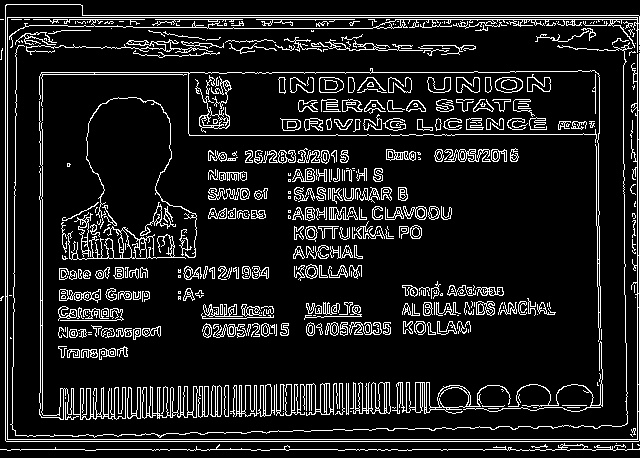 INDIAN UNION
KERALA STATE
DRIVING LICENCE FORM 7
No.: 25/2833/2015 Date: 02/05/2015
Name :ABHIJITH S
S/W/D of :SASIKUMAR B
Address :ABHIMAL CLAVODU
KOTTUKKAL PO
ANCHAL
KOLLAM
Date of Birth :04/12/1984
Blood Group :A+
Temp. Address
AL BILAL MDS ANCHAL
KOLLAM
Category Valid from Valid To
Non-Transport 02/05/2015 01/05/2035
Transport